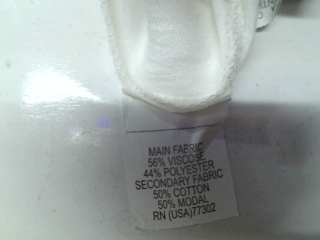 MAIN FABRIC
56% VISCOSE
44% POLYESTER
SECONDARY FABRIC
50% COTTON
50% MODAL
RN (USA)77302